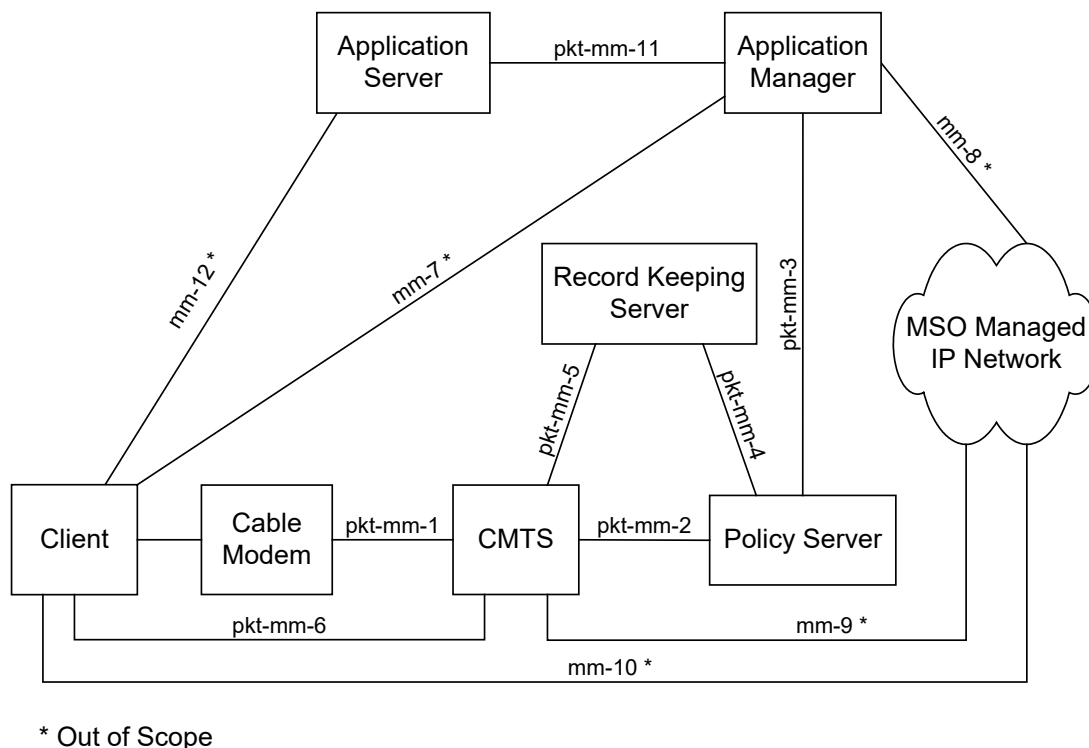 Application
Server
pkt-mm-11
Application
Manager
mm-8 *
mm-12 *
mm-7 *
Record Keeping
Server
pkt-mm-3
MSO Managed
IP Network
pkt-mm-5
pkt-mm-4
Client
Cable
Modem
pkt-mm-1
CMTS
pkt-mm-2
Policy Server
pkt-mm-6
mm-9 *
mm-10 *
* Out of Scope